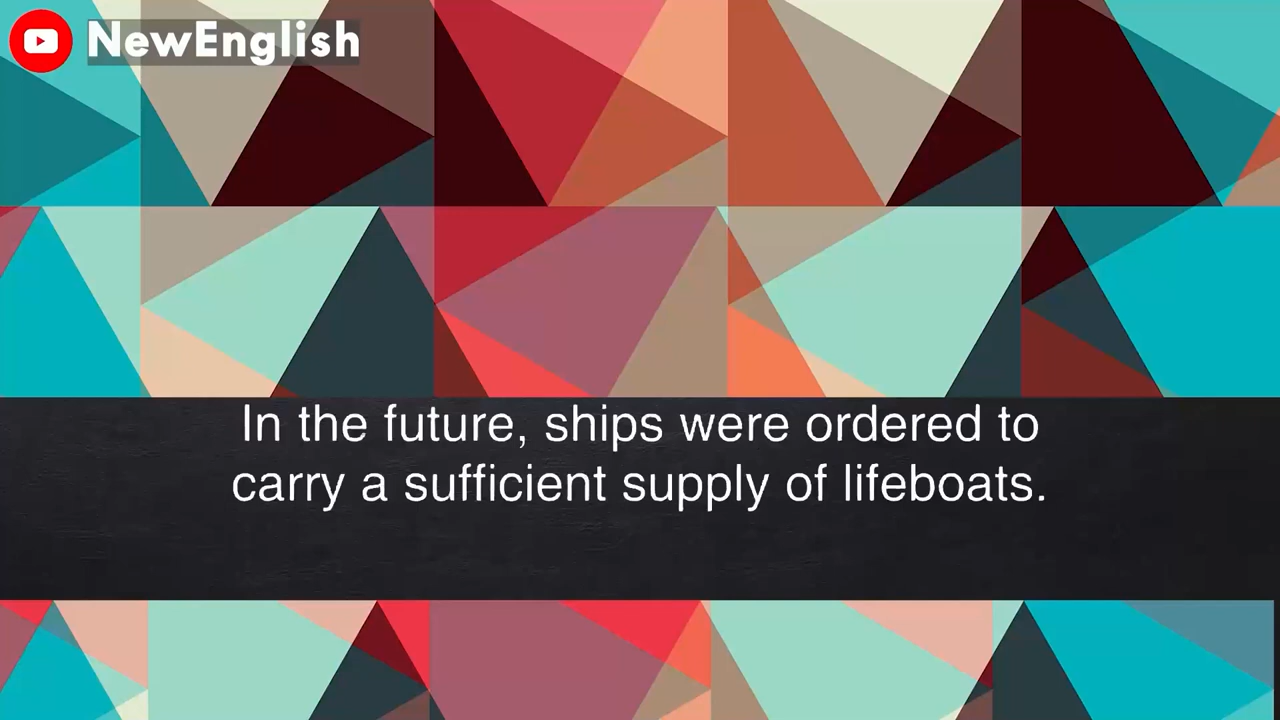 NewEnglish
In the future, ships were ordered to
carry a sufficient supply of lifeboats.